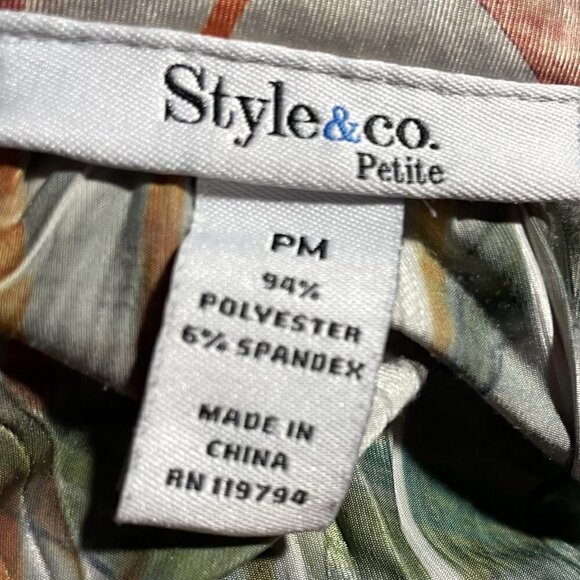 Style&co.
Petite
PM
94%
POLYESTER
6% SPANDEX
MADE IN
CHINA
RN 119794